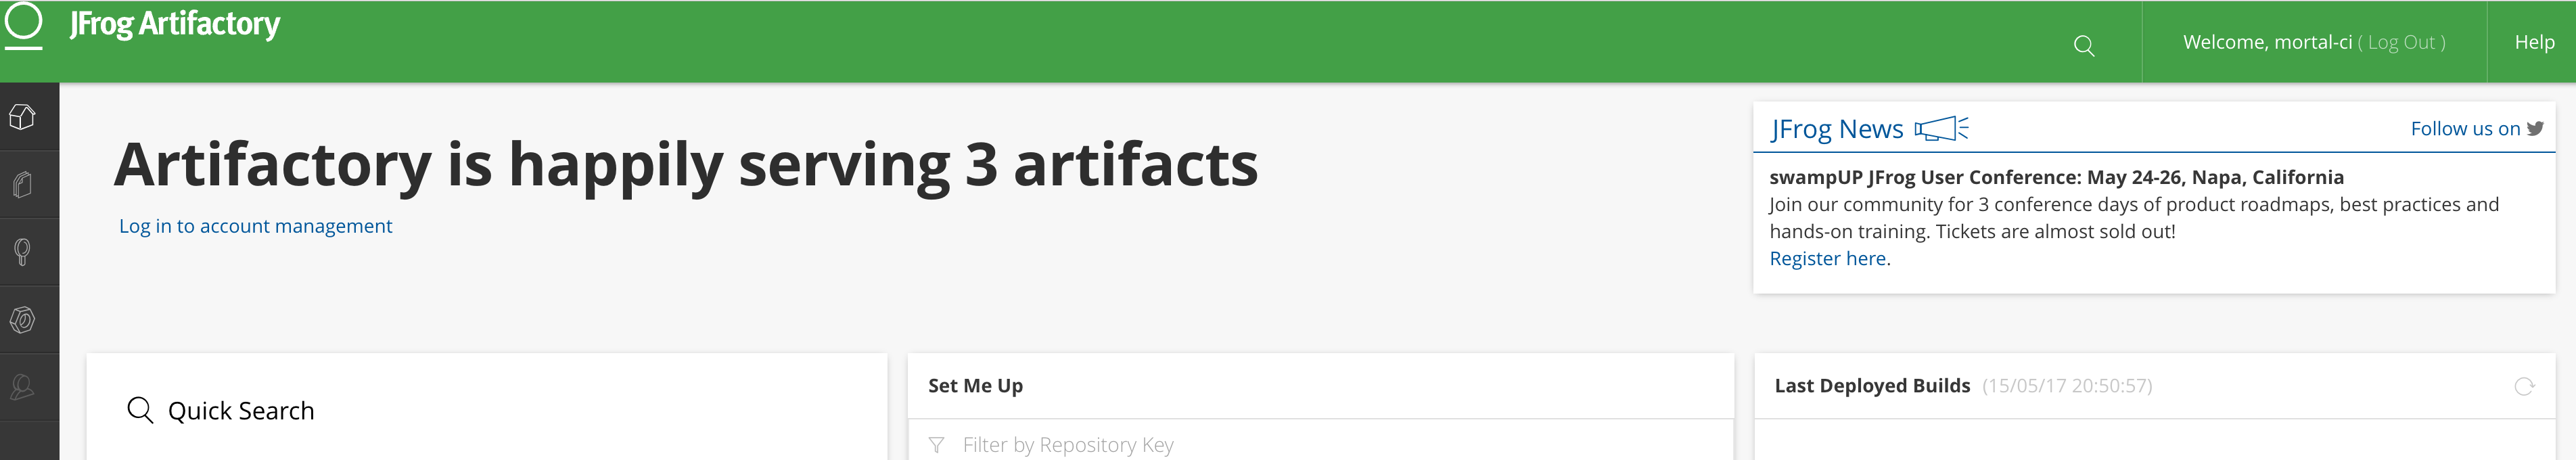 JFrog Artifactory
Welcome, mortal-ci ( Log Out )
Help
Artifactory is happily serving 3 artifacts
Log in to account management
JFrog News
Follow us on
swampUP JFrog User Conference: May 24-26, Napa, California
Join our community for 3 conference days of product roadmaps, best practices and
hands-on training. Tickets are almost sold out!
Register here.
Quick Search
Set Me Up
Filter by Repository Key
Last Deployed Builds (15/05/17 20:50:57)